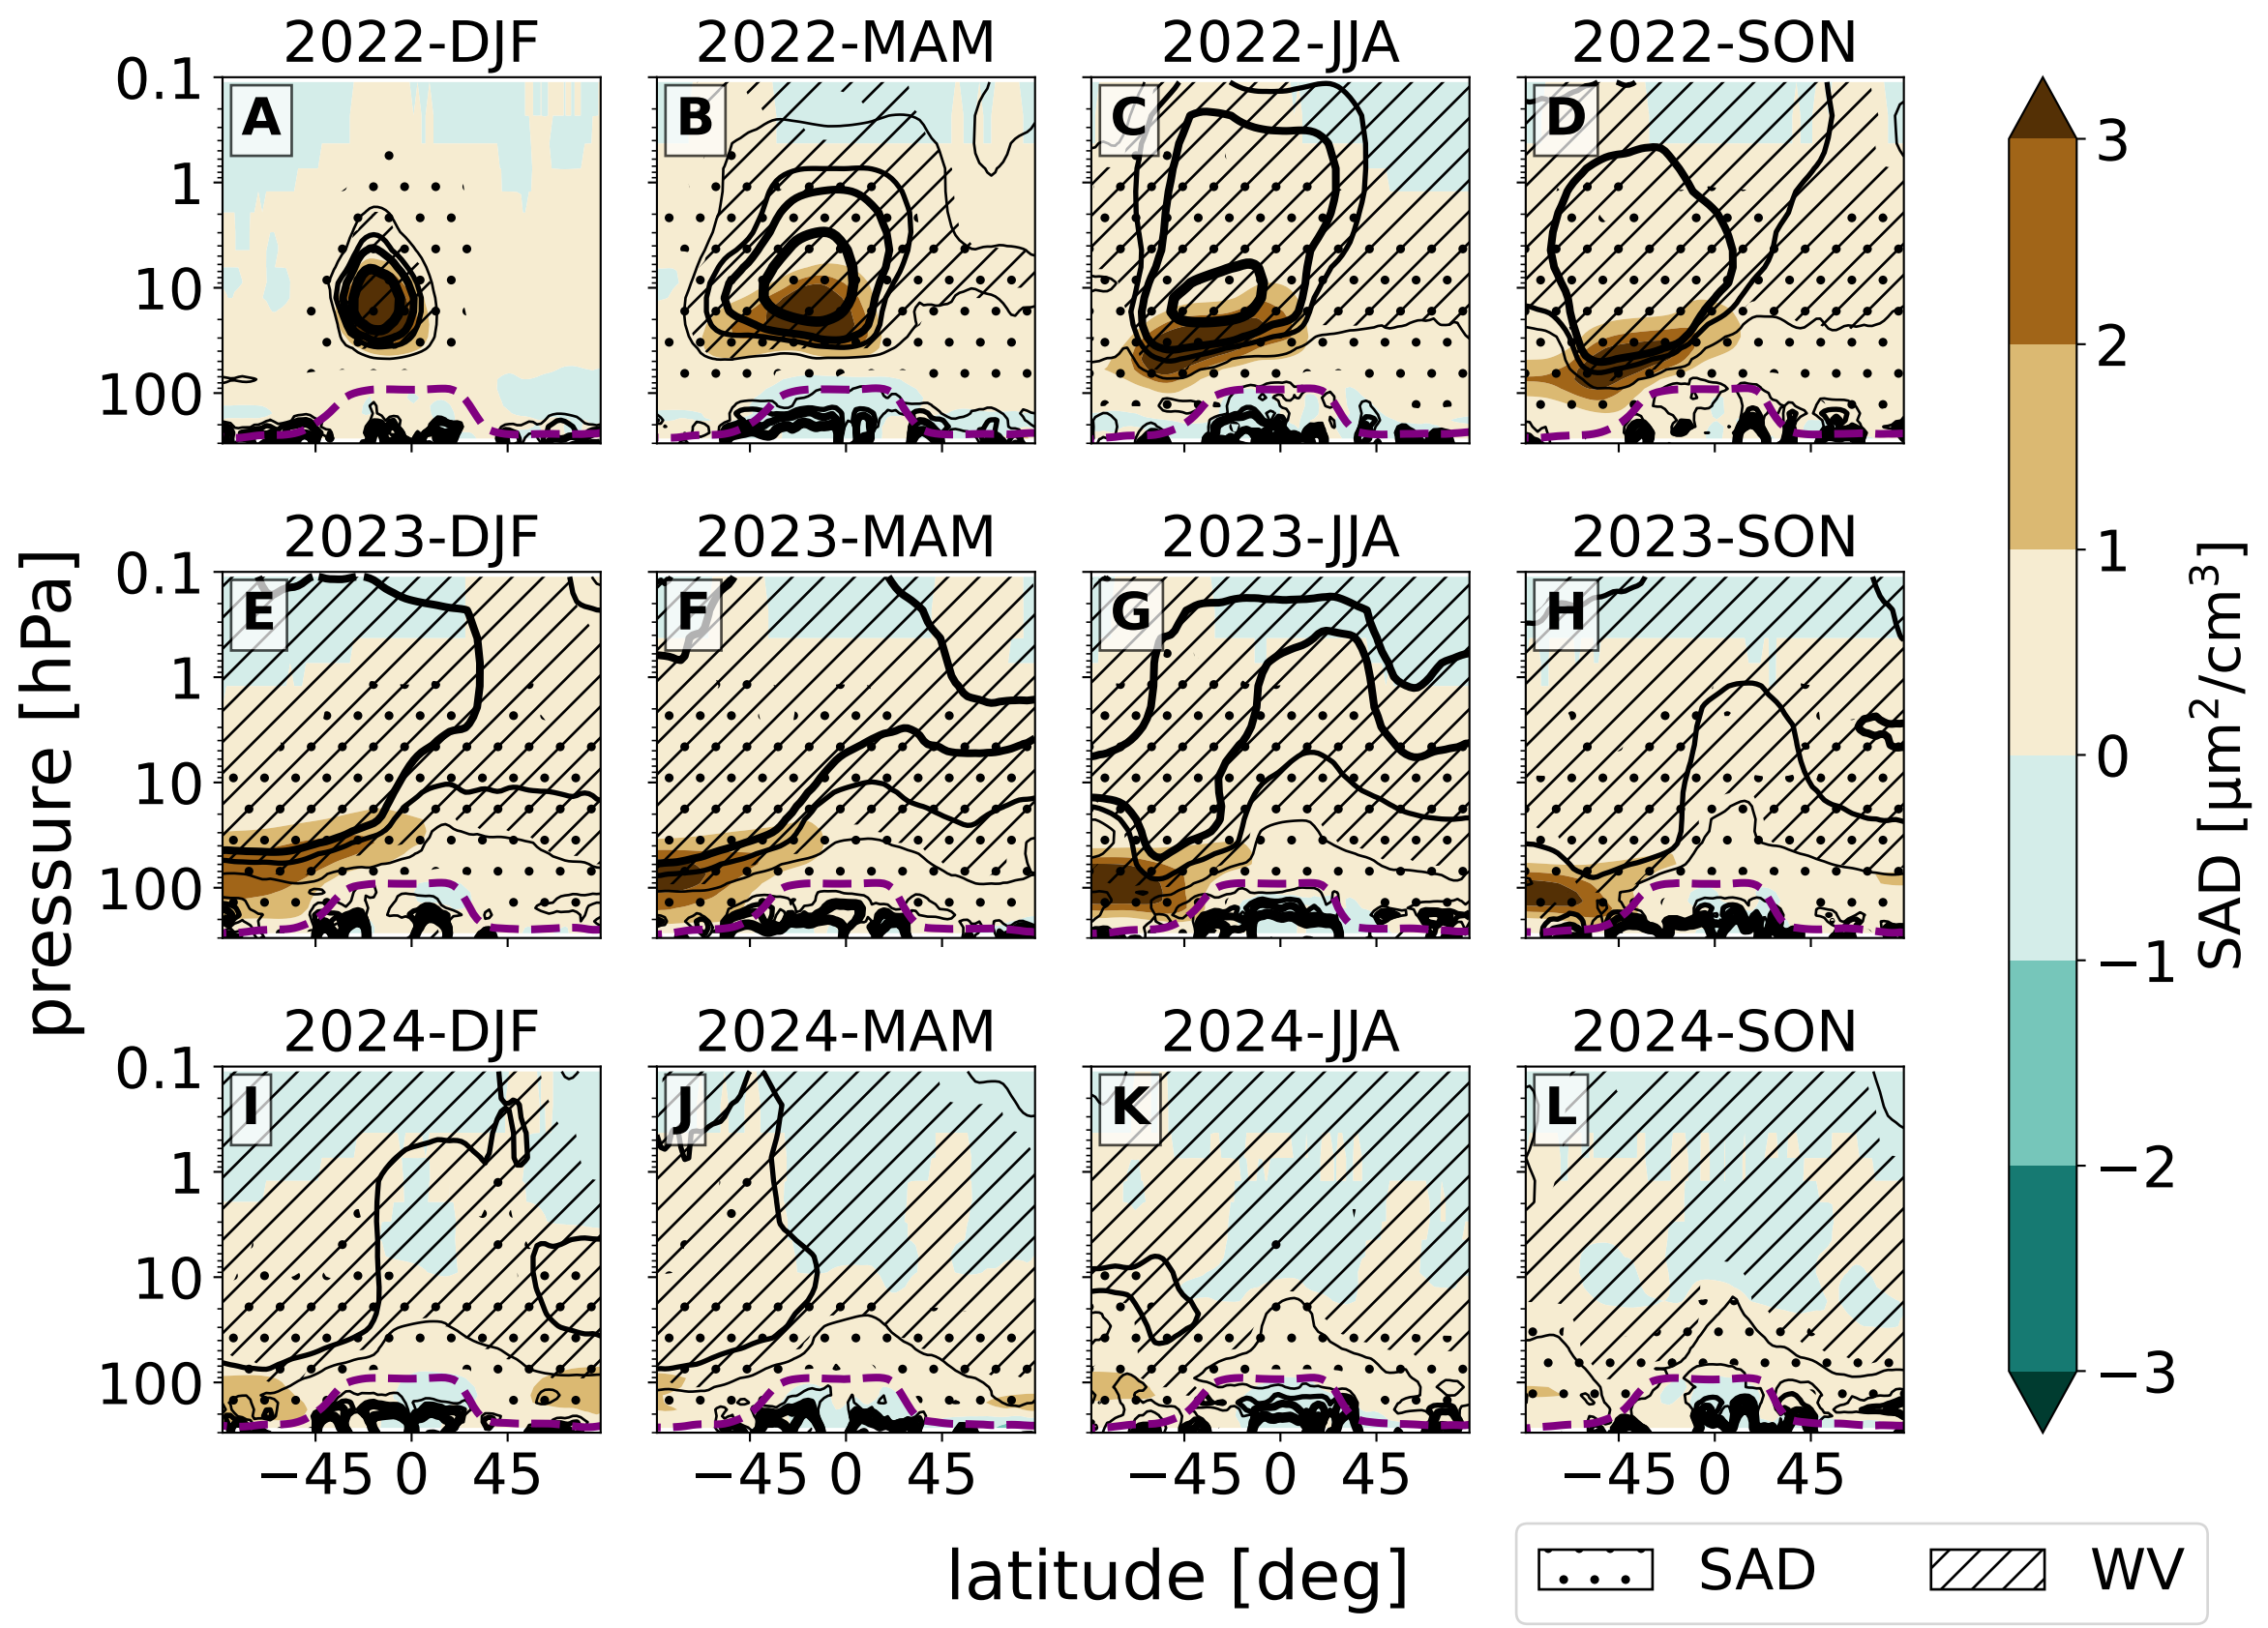 2022-DJF 2022-MAM 2022-JJA 2022-SON
0.1
1
10
100
A B C D
2023-DJF 2023-MAM 2023-JJA 2023-SON
0.1
1
10
100
E F G H
2024-DJF 2024-MAM 2024-JJA 2024-SON
0.1
1
10
100
I J K L
−45 0 45 −45 0 45 −45 0 45 −45 0 45
pressure [hPa]
latitude [deg]
3
2
1
0
−1
−2
−3
SAD [µm²/cm³]
SAD WV